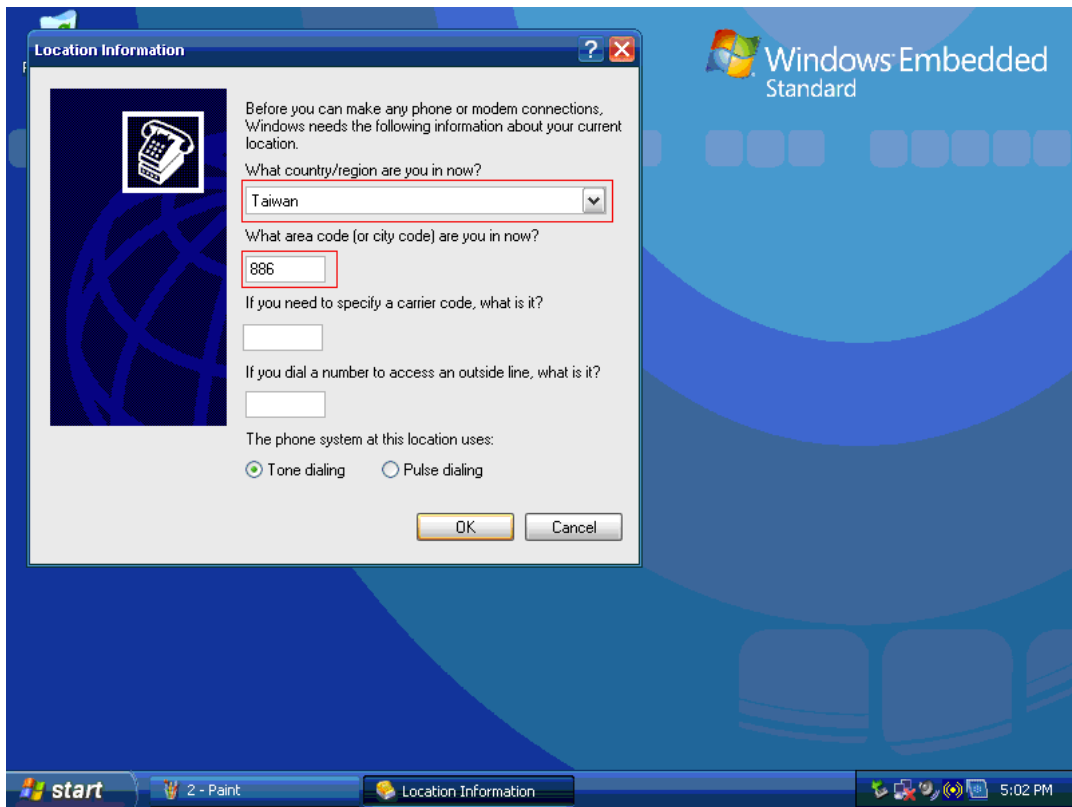 Location Information
Windows Embedded
Standard
Before you can make any phone or modem connections,
Windows needs the following information about your current
location.
What country/region are you in now?
Taiwan
What area code (or city code) are you in now?
886
If you need to specify a carrier code, what is it?
If you dial a number to access an outside line, what is it?
The phone system at this location uses:
Tone dialing
Pulse dialing
OK
Cancel
start
2 - Paint
Location Information
5:02 PM